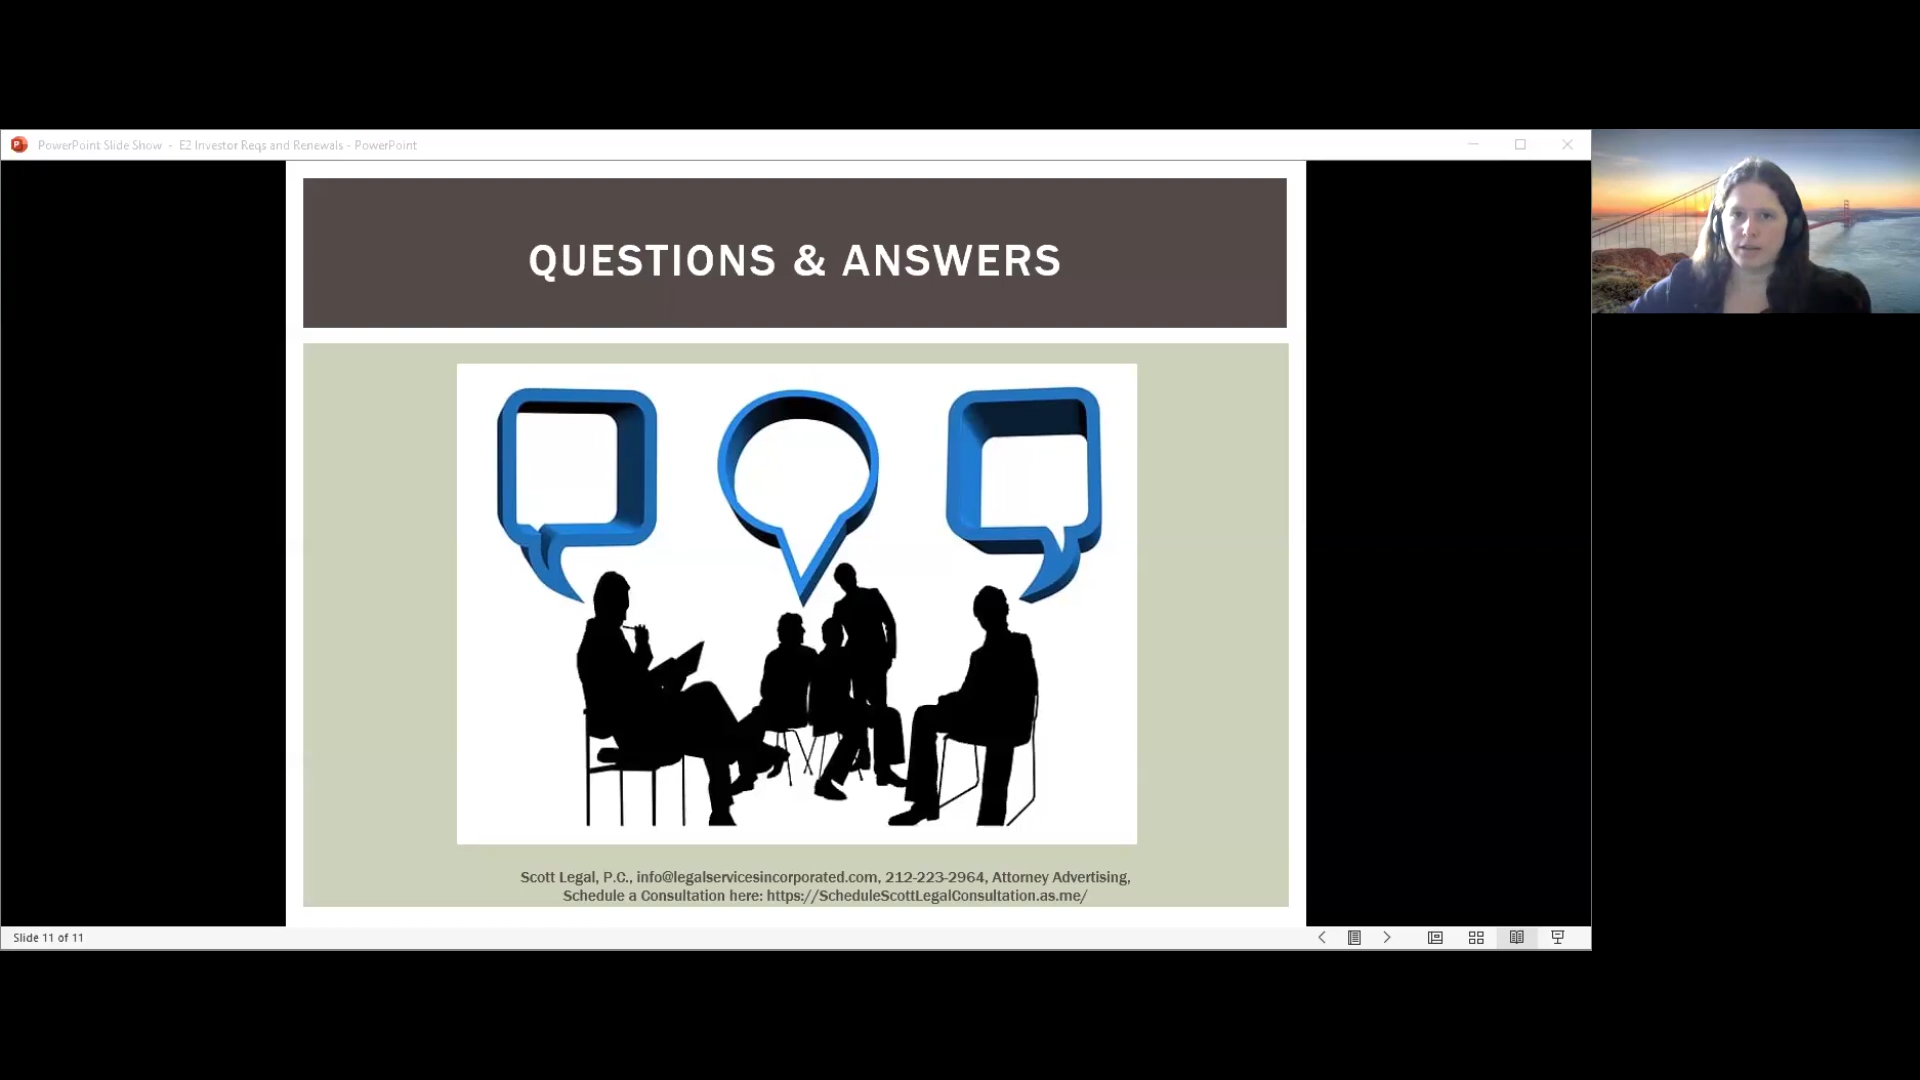 PowerPoint Slide Show - E2 Investor Reqs and Renewals - PowerPoint
QUESTIONS & ANSWERS
Scott Legal, P.C., info@legalservicesincorporated.com, 212-223-2964, Attorney Advertising,
Schedule a Consultation here: https://ScheduleScottLegalConsultation.as.me/
Slide 11 of 11